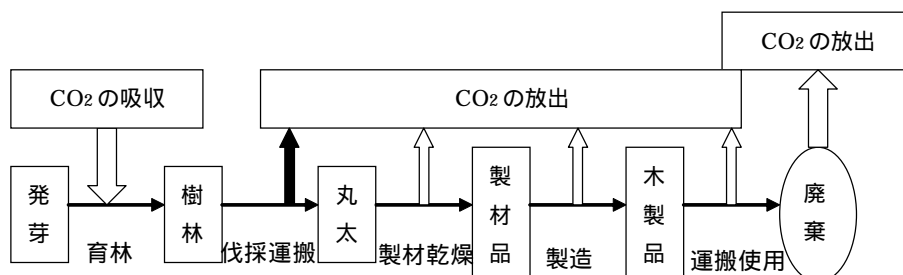 CO2 の放出
CO2 の吸収
CO2 の放出
発芽
樹林
丸太
製材品
木製品
廃棄
育林
伐採運搬
製材乾燥
製造
運搬使用